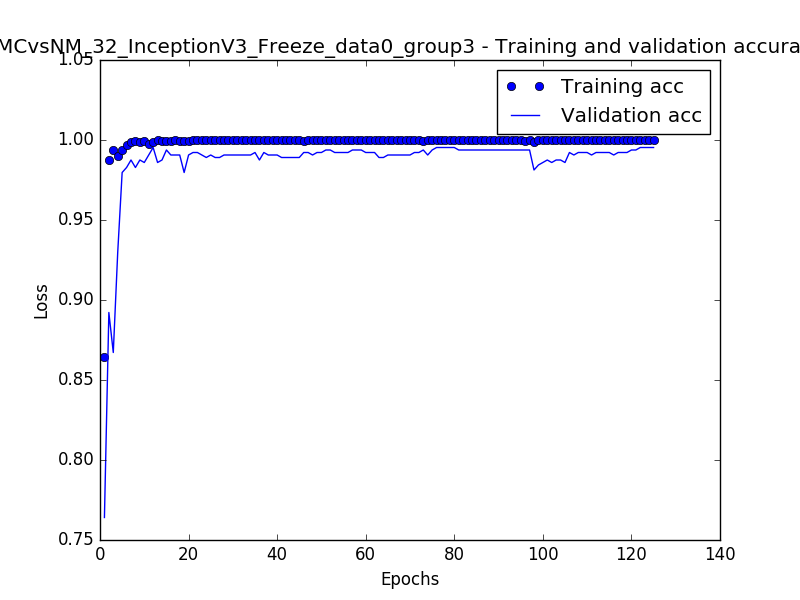 MCvsNM_32_InceptionV3_Freeze_data0_group3 - Training and validation accura
1.05
1.00
0.95
0.90
0.85
0.80
0.75
Loss
Training acc
Validation acc
0 20 40 60 80 100 120 140
Epochs